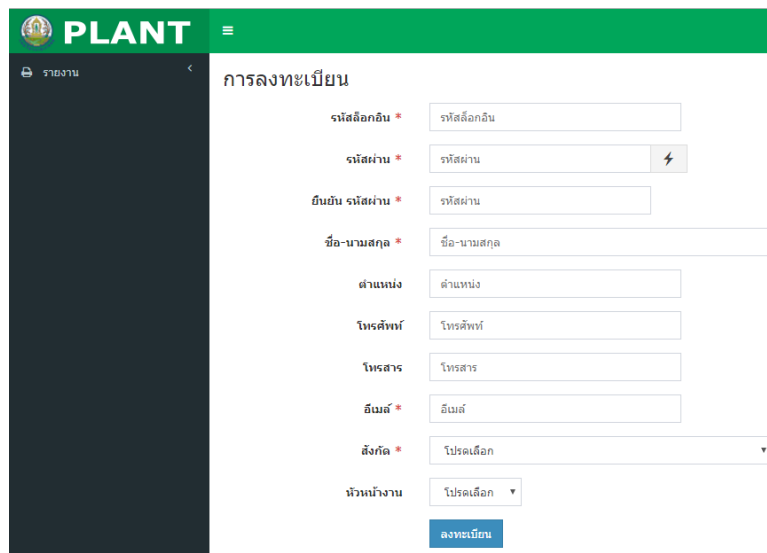 PLANT
รายงาน
การลงทะเบียน
รหัสล็อกอิน * รหัสล็อกอิน
รหัสผ่าน * รหัสผ่าน
ยืนยัน รหัสผ่าน * รหัสผ่าน
ชื่อ-นามสกุล * ชื่อ-นามสกุล
ตำแหน่ง ตำแหน่ง
โทรศัพท์ โทรศัพท์
โทรสาร โทรสาร
อีเมล์ * อีเมล์
สังกัด * โปรดเลือก
หัวหน้างาน โปรดเลือก
ลงทะเบียน